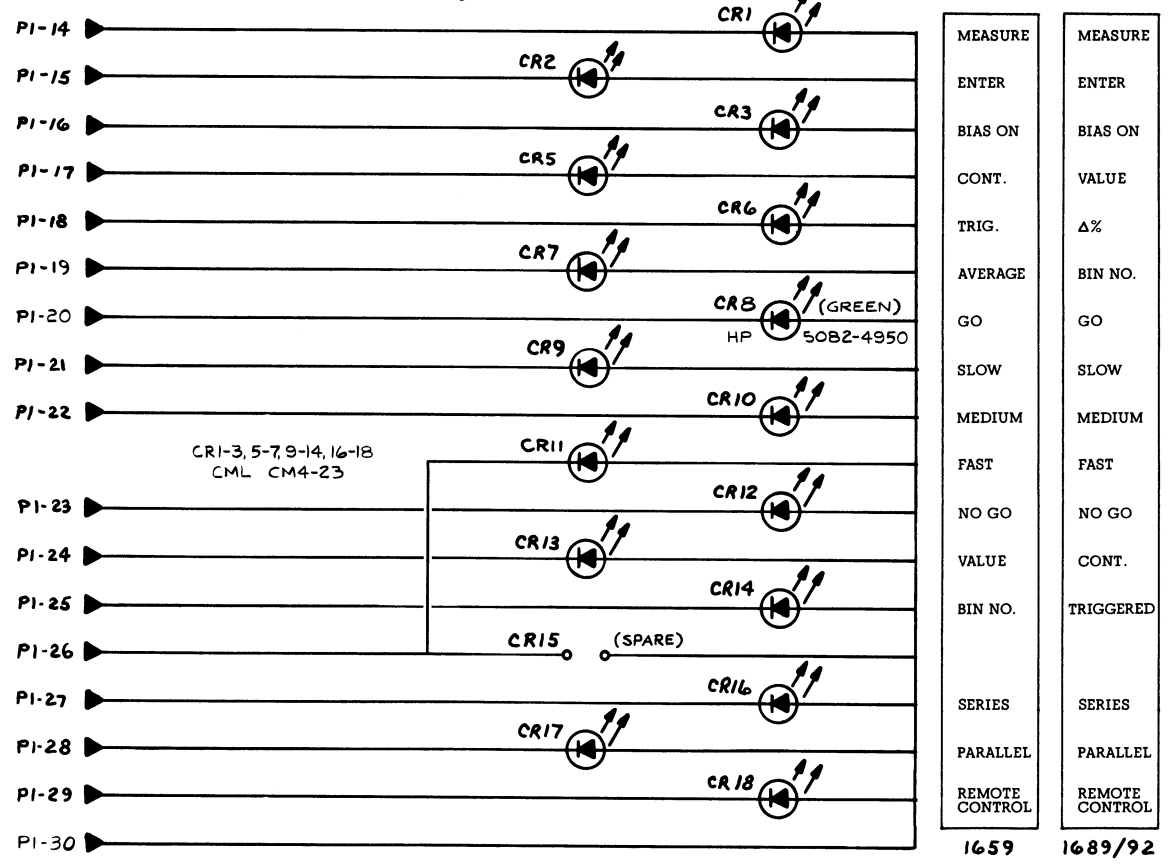 P1-14 CR1 MEASURE MEASURE
P1-15 CR2 ENTER ENTER
P1-16 CR3 BIAS ON BIAS ON
P1-17 CR5 CONT. VALUE
P1-18 CR6 TRIG. Δ%
P1-19 CR7 AVERAGE BIN NO.
P1-20 CR8 (GREEN) GO GO
HP 5082-4950
P1-21 CR9 SLOW SLOW
P1-22 CR10 MEDIUM MEDIUM
CR1-3, 5-7, 9-14, 16-18
CML CM4-23
CR11 FAST FAST
P1-23 CR12 NO GO NO GO
P1-24 CR13 VALUE CONT.
P1-25 CR14 BIN NO. TRIGGERED
P1-26 CR15 (SPARE)
P1-27 CR16 SERIES SERIES
P1-28 CR17 PARALLEL PARALLEL
P1-29 CR18 REMOTE CONTROL REMOTE CONTROL
P1-30
1659 1689/92